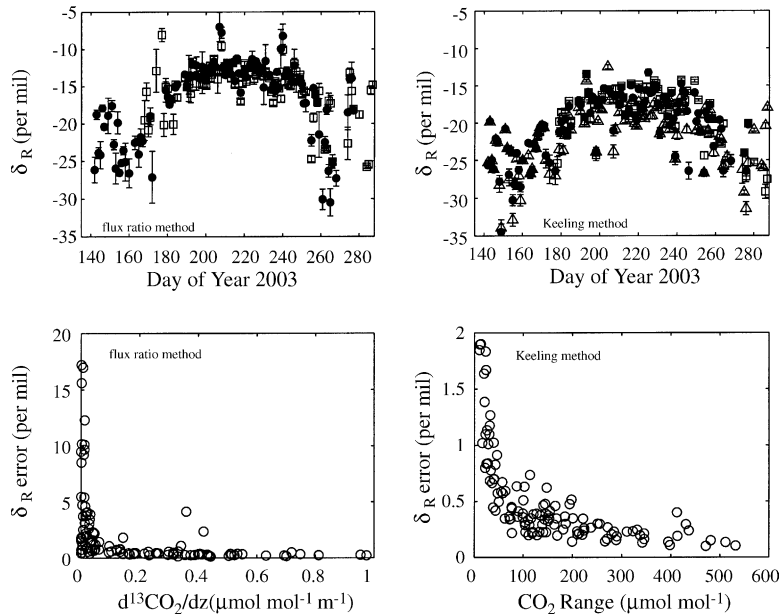 -5
-10
-15
-20
-25
-30
-35
δR (per mil)
flux ratio method
140 160 180 200 220 240 260 280
Day of Year 2003
-5
-10
-15
-20
-25
-30
-35
δR (per mil)
Keeling method
140 160 180 200 220 240 260 280
Day of Year 2003
20
15
10
5
0
δR error (per mil)
flux ratio method
0 0.2 0.4 0.6 0.8 1
d¹³CO₂/dz(μmol mol⁻¹ m⁻¹)
2
1.5
1
0.5
0
δR error (per mil)
Keeling method
0 100 200 300 400 500 600
CO₂ Range (μmol mol⁻¹)